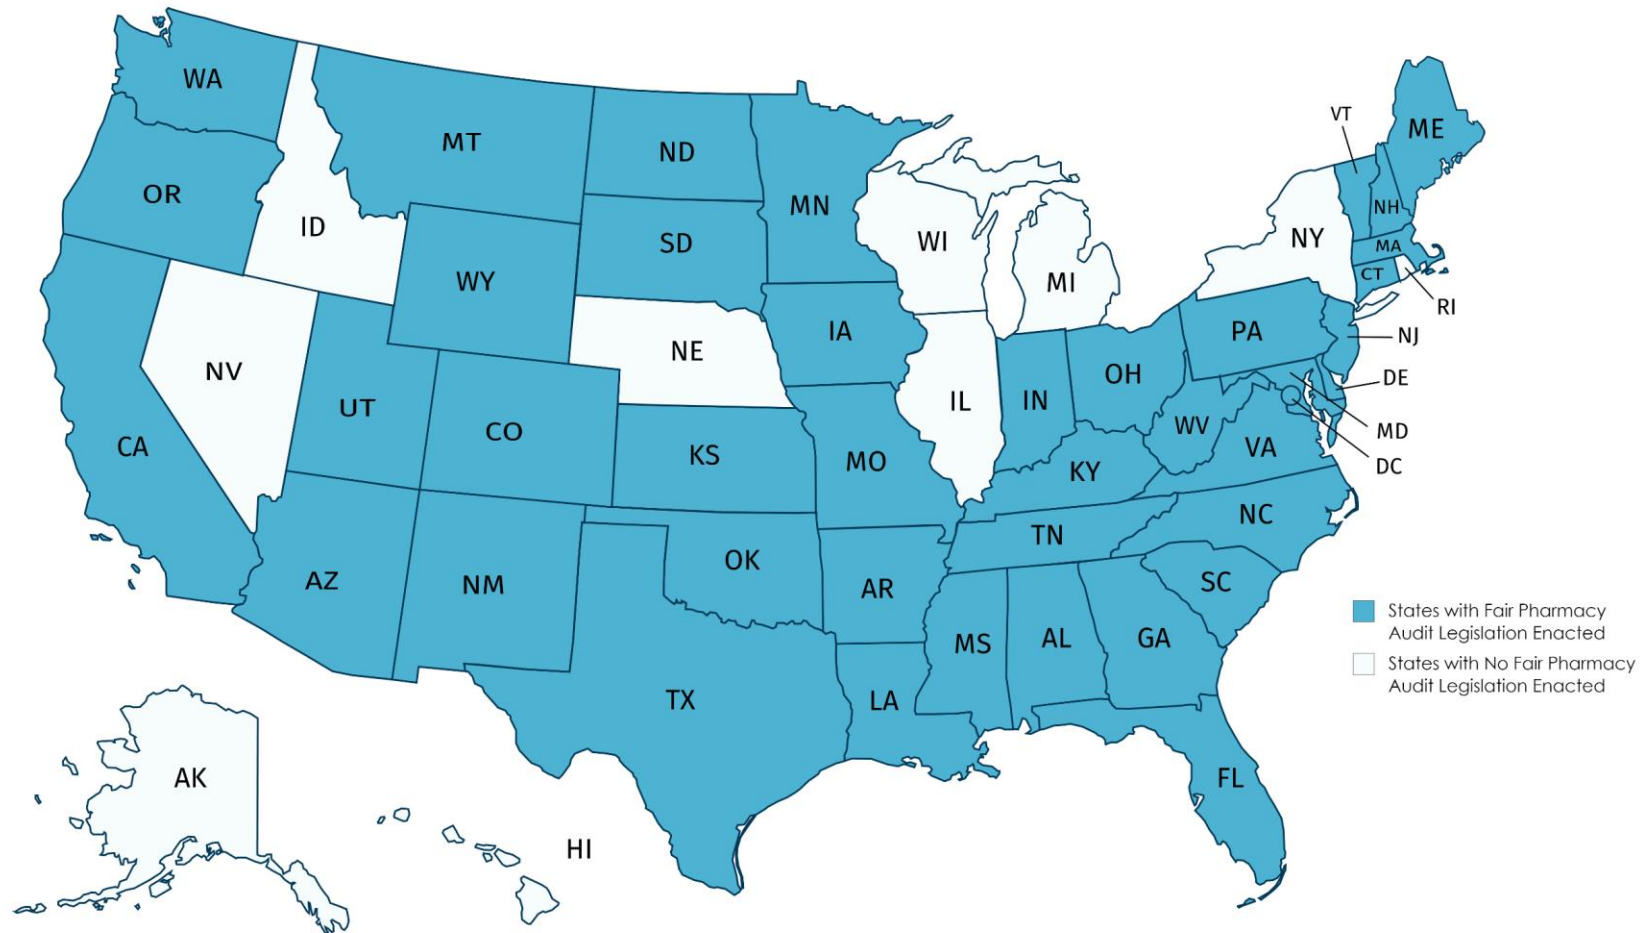 WA
MT
ND
MN
VT
ME
OR
ID
SD
WI
NH
NY
MA
WY
MI
CT
RI
IA
PA
NJ
NE
NV
OH
DE
UT
IL
IN
CO
WV
MD
CA
KS
MO
VA
DC
KY
NC
TN
OK
AZ
NM
AR
SC
States with Fair Pharmacy
Audit Legislation Enacted
MS
AL
GA
States with No Fair Pharmacy
Audit Legislation Enacted
TX
LA
AK
FL
HI